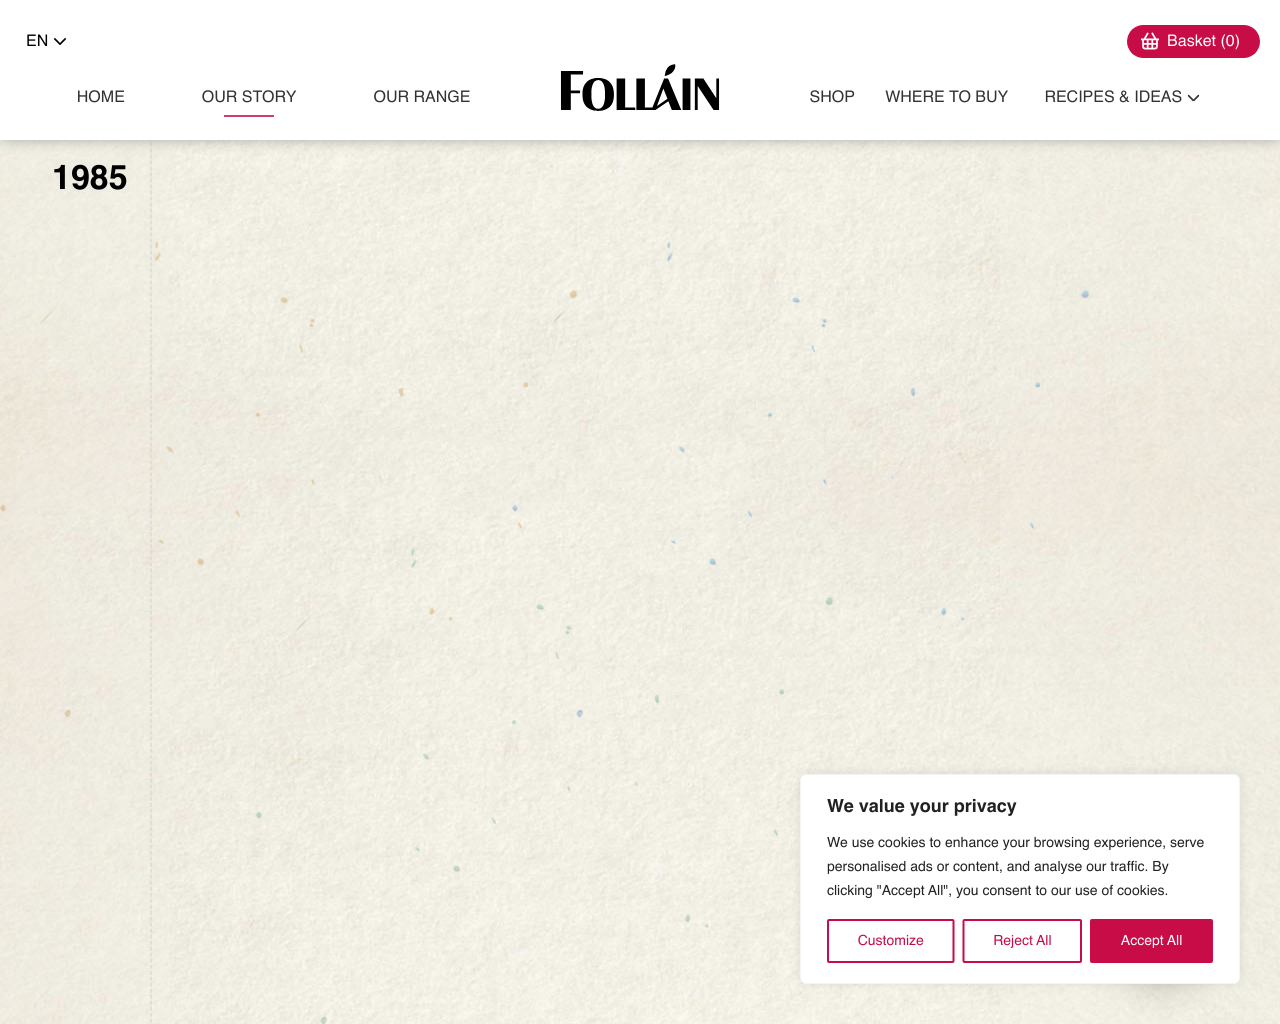 EN
Basket (0)
HOME
OUR STORY
OUR RANGE
FOLLÁIN
SHOP
WHERE TO BUY
RECIPES & IDEAS
1985
We value your privacy
We use cookies to enhance your browsing experience, serve
personalised ads or content, and analyse our traffic. By
clicking "Accept All", you consent to our use of cookies.
Customize
Reject All
Accept All